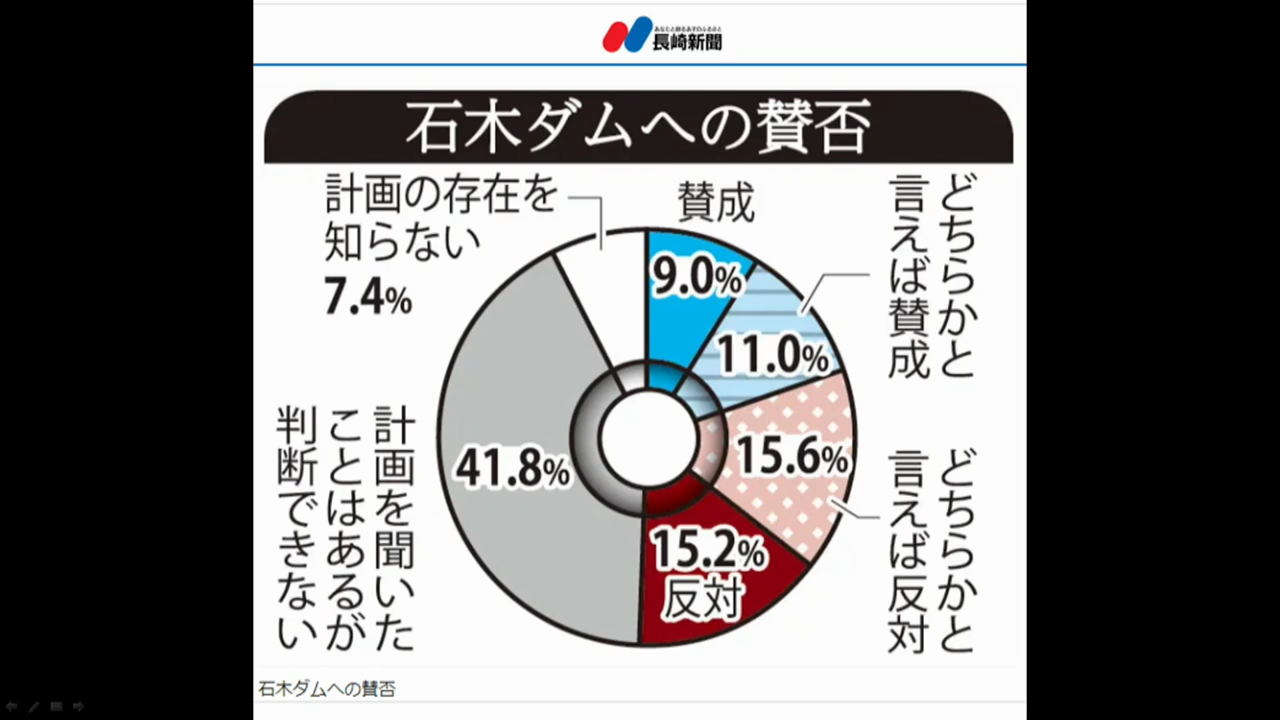 あなたと創るあすのふるさと
長崎新聞
石木ダムへの賛否
計画の存在を
知らない
7.4%
賛成
9.0%
どちらかと
言えば賛成
11.0%
15.6%
どちらかと
言えば反対
15.2%
反対
41.8%
計画を聞いた
ことはあるが
判断できない
石木ダムへの賛否